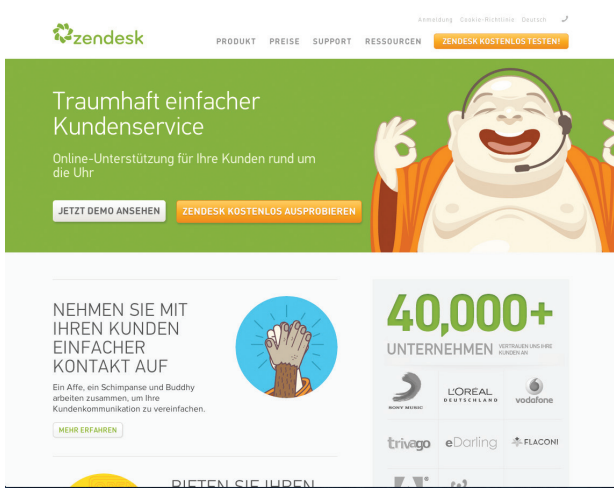 Anmeldung Cookie-Richtlinie Deutsch
zendesk
PRODUKT PREISE SUPPORT RESSOURCEN ZENDESK KOSTENLOS TESTEN!
Traumhaft einfacher
Kundenservice
Online-Unterstützung für Ihre Kunden rund um
die Uhr
JETZT DEMO ANSEHEN ZENDESK KOSTENLOS AUSPROBIEREN
NEHMEN SIE MIT
IHREN KUNDEN
EINFACHER
KONTAKT AUF
Ein Affe, ein Schimpanse und Buddhy
arbeiten zusammen, um Ihre
Kundenkommunikation zu vereinfachen.
MEHR ERFAHREN
40,000+
UNTERNEHMEN VERTRAUEN UNS IHRE
KUNDEN AN
SONY MUSIC
L'OREAL
DEUTSCHLAND
vodafone
trivago eDarling FLACONI
BIETEN SIE IHREN